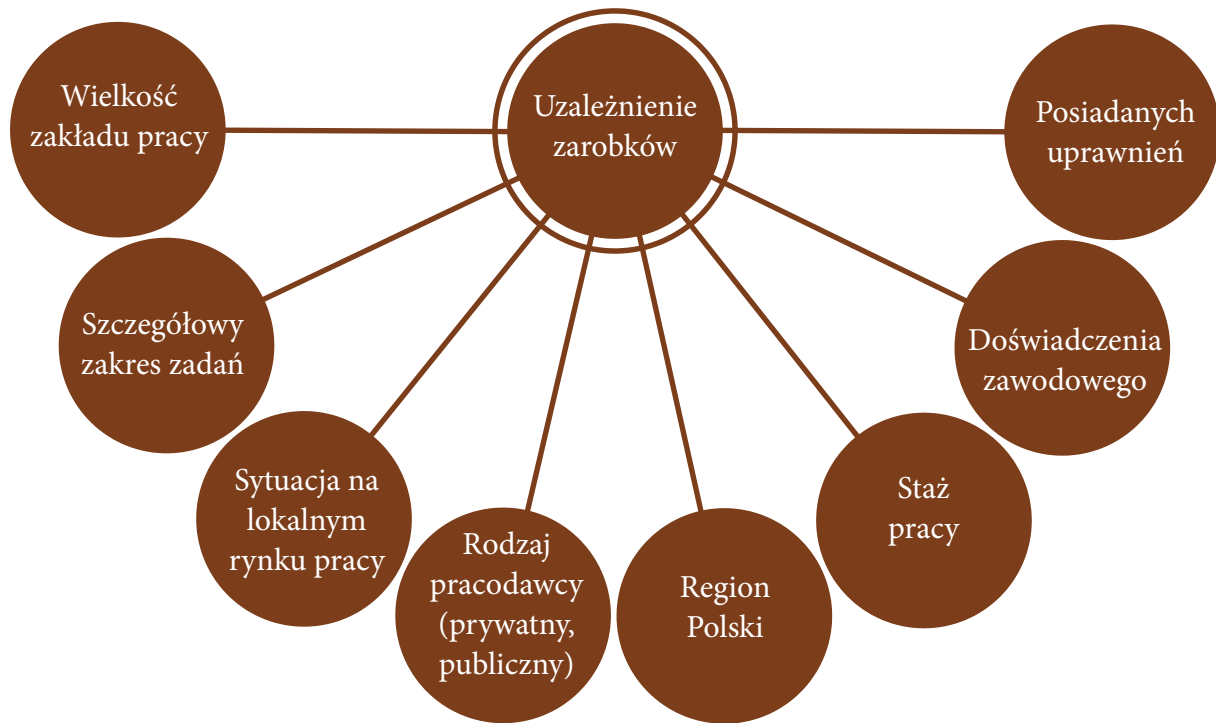 Uzależnienie
zarobków
Wielkość
zakładu pracy
Szczegółowy
zakres zadań
Sytuacja na
lokalnym
rynku pracy
Rodzaj
pracodawcy
(prywatny,
publiczny)
Region
Polski
Staż
pracy
Doświadczenia
zawodowego
Posiadanych
uprawnień